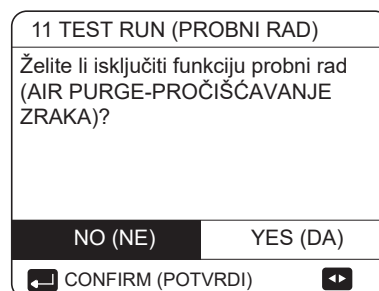 11 TEST RUN (PROBNI RAD)
Želite li isključiti funkciju probni rad
(AIR PURGE-PROČIŠĆAVANJE
ZRAKA)?
NO (NE) YES (DA)
CONFIRM (POTVRDI)